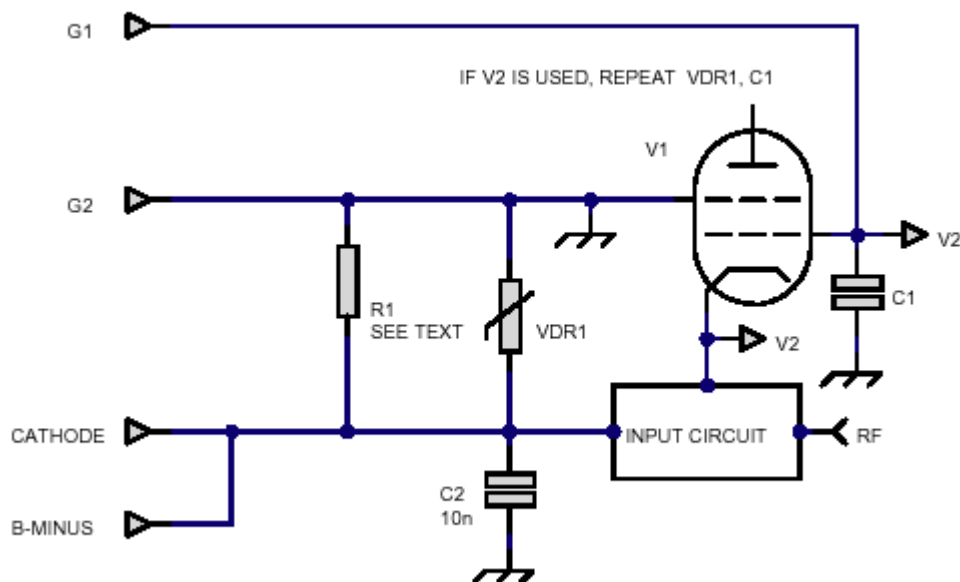 G1
IF V2 IS USED, REPEAT VDR1, C1
V1
G2
V2
R1
SEE TEXT
VDR1
C1
V2
CATHODE
INPUT CIRCUIT
RF
C2
10n
B-MINUS